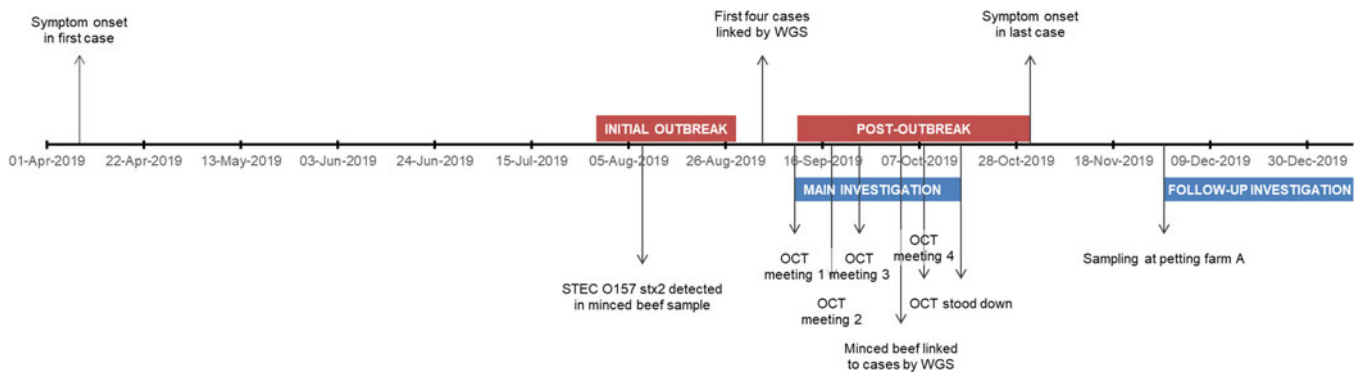 Symptom onset
in first case
First four cases
linked by WGS
Symptom onset
in last case
INITIAL OUTBREAK
POST-OUTBREAK
01-Apr-2019 22-Apr-2019 13-May-2019 03-Jun-2019 24-Jun-2019 15-Jul-2019 05-Aug-2019 26-Aug-2019 16-Sep-2019 07-Oct-2019 28-Oct-2019 18-Nov-2019 09-Dec-2019 30-Dec-2019
MAIN INVESTIGATION
FOLLOW-UP INVESTIGATION
STEC O157 stx2 detected
in minced beef sample
OCT
meeting 1
OCT
meeting 2
OCT
meeting 3
OCT
meeting 4
OCT stood down
Minced beef linked
to cases by WGS
Sampling at petting farm A